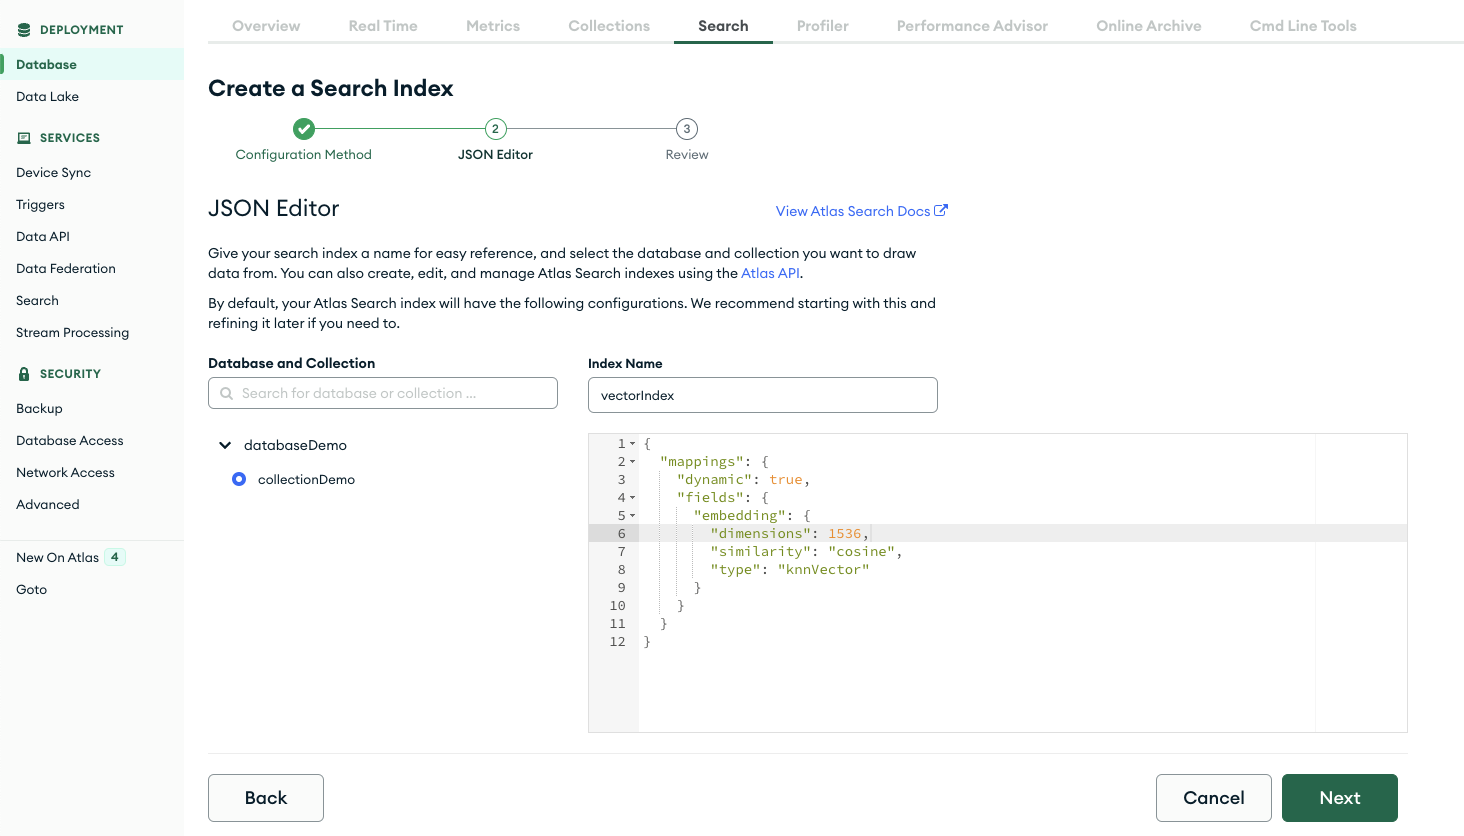 DEPLOYMENT
Database
Data Lake
SERVICES
Device Sync
Triggers
Data API
Data Federation
Search
Stream Processing
SECURITY
Backup
Database Access
Network Access
Advanced
New On Atlas 4
Goto
Overview Real Time Metrics Collections Search Profiler Performance Advisor Online Archive Cmd Line Tools
Create a Search Index
2 3
Configuration Method JSON Editor Review
JSON Editor
View Atlas Search Docs
Give your search index a name for easy reference, and select the database and collection you want to draw
data from. You can also create, edit, and manage Atlas Search indexes using the Atlas API.
By default, your Atlas Search index will have the following configurations. We recommend starting with this and
refining it later if you need to.
Database and Collection
Search for database or collection ...
databaseDemo
collectionDemo
Index Name
vectorIndex
1 {
2 "mappings": {
3 "dynamic": true,
4 "fields": {
5 "embedding": {
6 "dimensions": 1536,
7 "similarity": "cosine",
8 "type": "knnVector"
9 }
10 }
11 }
12 }
Back Cancel Next